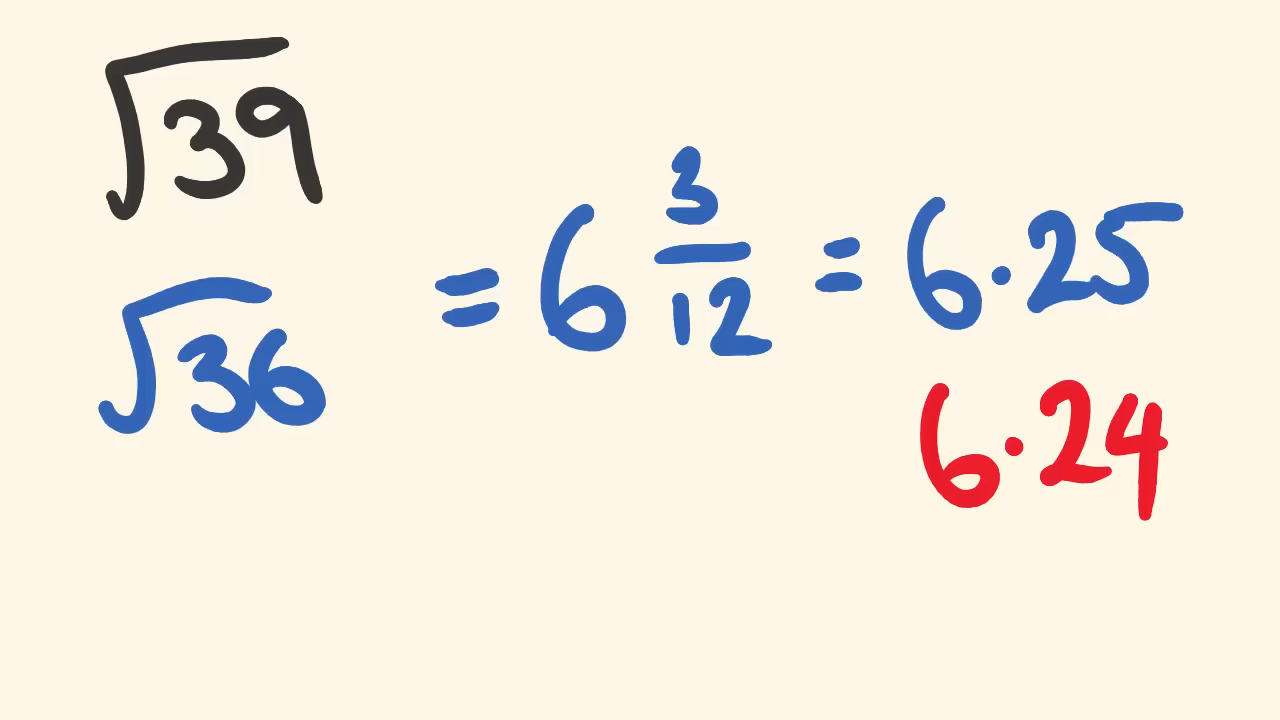 √39
√36 = 6 3/12 = 6.25
6.24